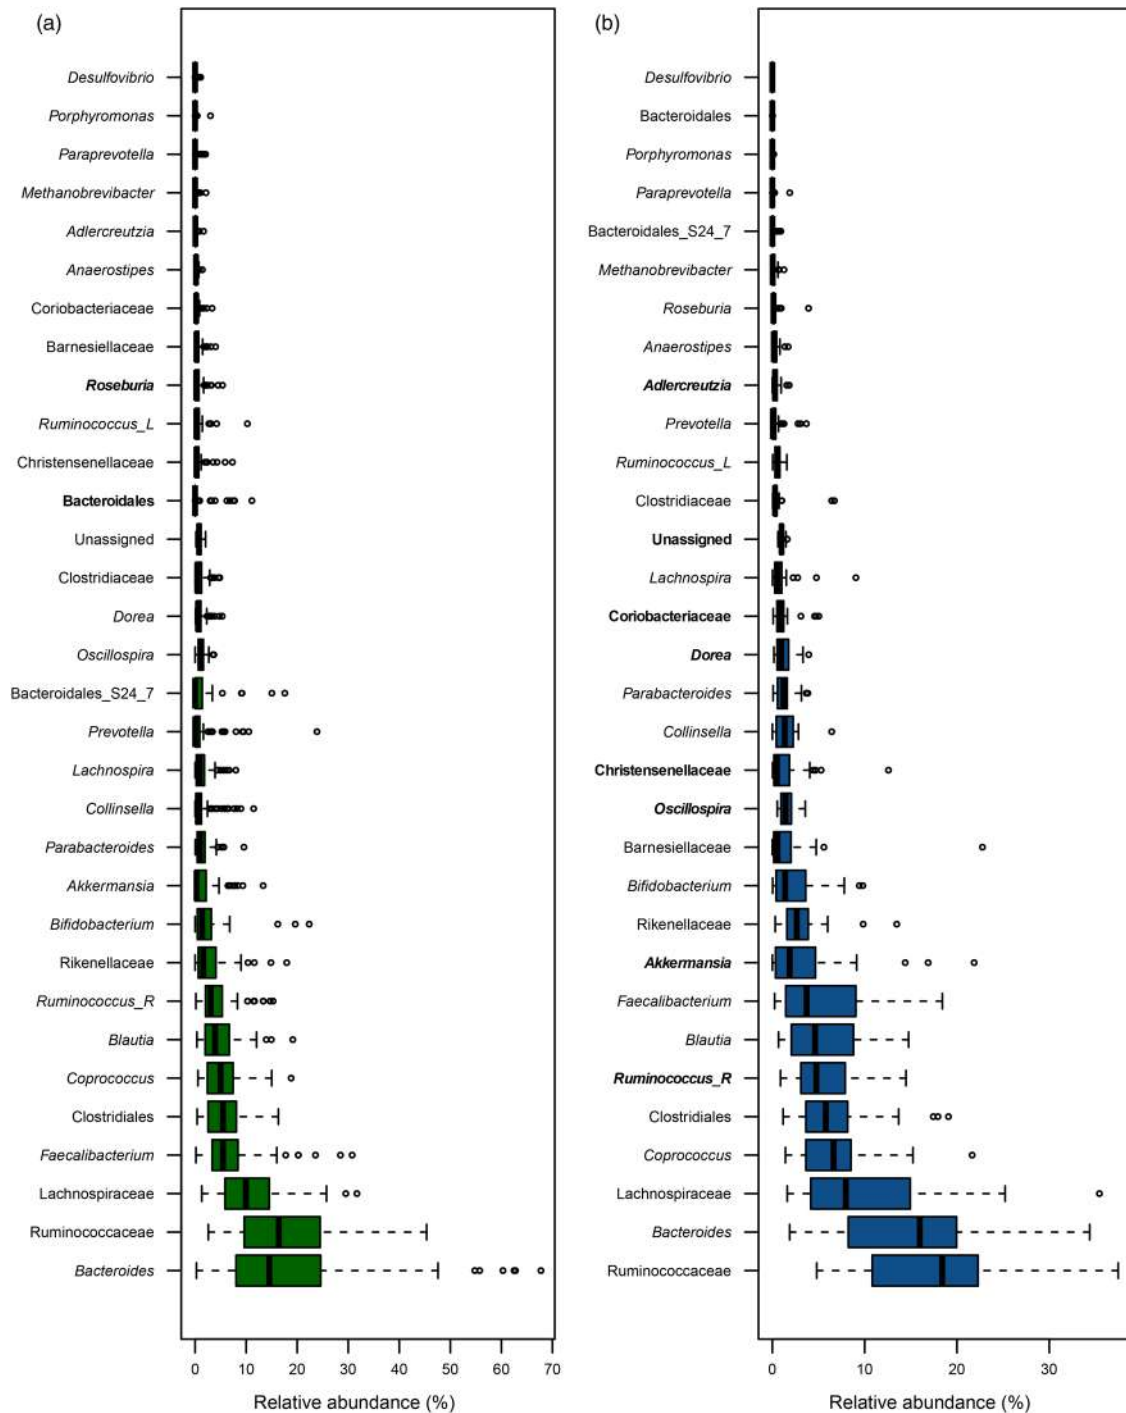 (a)
Desulfovibrio
Porphyromonas
Paraprevotella
Methanobrevibacter
Adlercreutzia
Anaerostipes
Coriobacteriaceae
Barnesiellaceae
Roseburia
Ruminococcus_L
Christensenellaceae
Bacteroidales
Unassigned
Clostridiaceae
Dorea
Oscillospira
Bacteroidales_S24_7
Prevotella
Lachnospira
Collinsella
Parabacteroides
Akkermansia
Bifidobacterium
Rikenellaceae
Ruminococcus_R
Blautia
Coprococcus
Clostridiales
Faecalibacterium
Lachnospiraceae
Ruminococcaceae
Bacteroides
0 10 20 30 40 50 60 70
Relative abundance (%)
(b)
Desulfovibrio
Bacteroidales
Porphyromonas
Paraprevotella
Bacteroidales_S24_7
Methanobrevibacter
Roseburia
Anaerostipes
Adlercreutzia
Prevotella
Ruminococcus_L
Clostridiaceae
Unassigned
Lachnospira
Coriobacteriaceae
Dorea
Parabacteroides
Collinsella
Christensenellaceae
Oscillospira
Barnesiellaceae
Bifidobacterium
Rikenellaceae
Akkermansia
Faecalibacterium
Blautia
Ruminococcus_R
Clostridiales
Coprococcus
Lachnospiraceae
Bacteroides
Ruminococcaceae
0 10 20 30
Relative abundance (%)